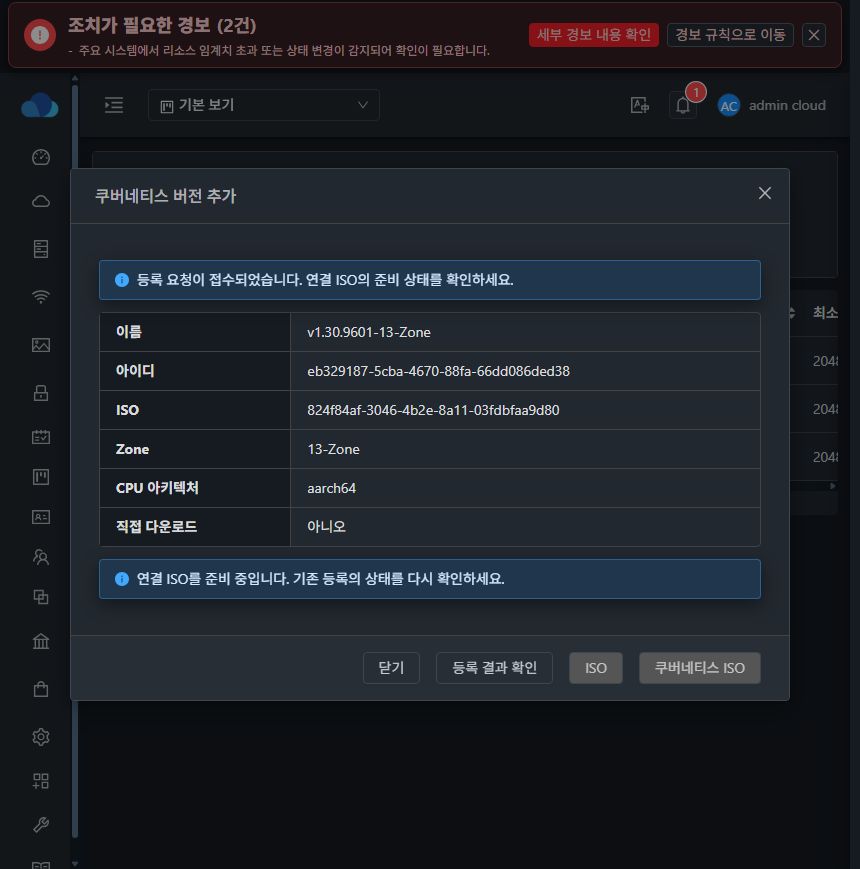 조치가 필요한 경보 (2건)
- 주요 시스템에서 리소스 임계치 초과 또는 상태 변경이 감지되어 확인이 필요합니다.
세부 경보 내용 확인
경보 규칙으로 이동
기본 보기
1
AC
admin cloud
쿠버네티스 버전 추가
등록 요청이 접수되었습니다. 연결 ISO의 준비 상태를 확인하세요.
이름 v1.30.9601-13-Zone
아이디 eb329187-5cba-4670-88fa-66dd086ded38
ISO 824f84af-3046-4b2e-8a11-03fdbfaa9d80
Zone 13-Zone
CPU 아키텍처 aarch64
직접 다운로드 아니오
연결 ISO를 준비 중입니다. 기존 등록의 상태를 다시 확인하세요.
닫기
등록 결과 확인
ISO
쿠버네티스 ISO
최소
2048
2048
2048